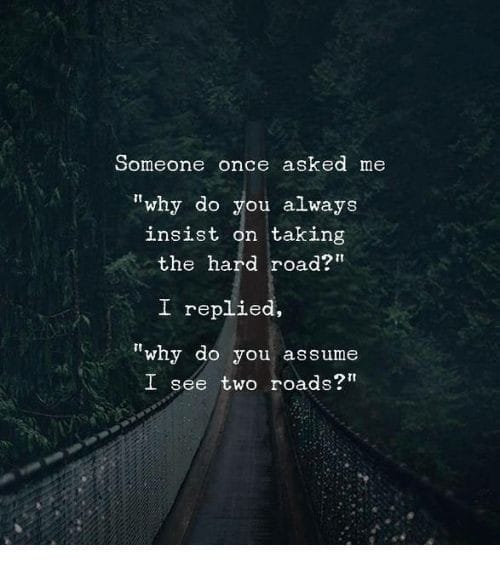 Someone once asked me
"why do you always
insist on taking
the hard road?"
I replied,
"why do you assume
I see two roads?"